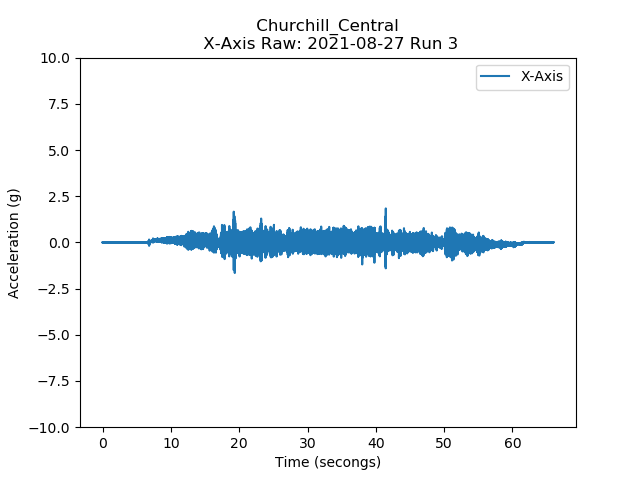 Churchill_Central
X-Axis Raw: 2021-08-27 Run 3
10.0
7.5
5.0
2.5
0.0
−2.5
−5.0
−7.5
−10.0
Acceleration (g)
X-Axis
0 10 20 30 40 50 60
Time (secongs)